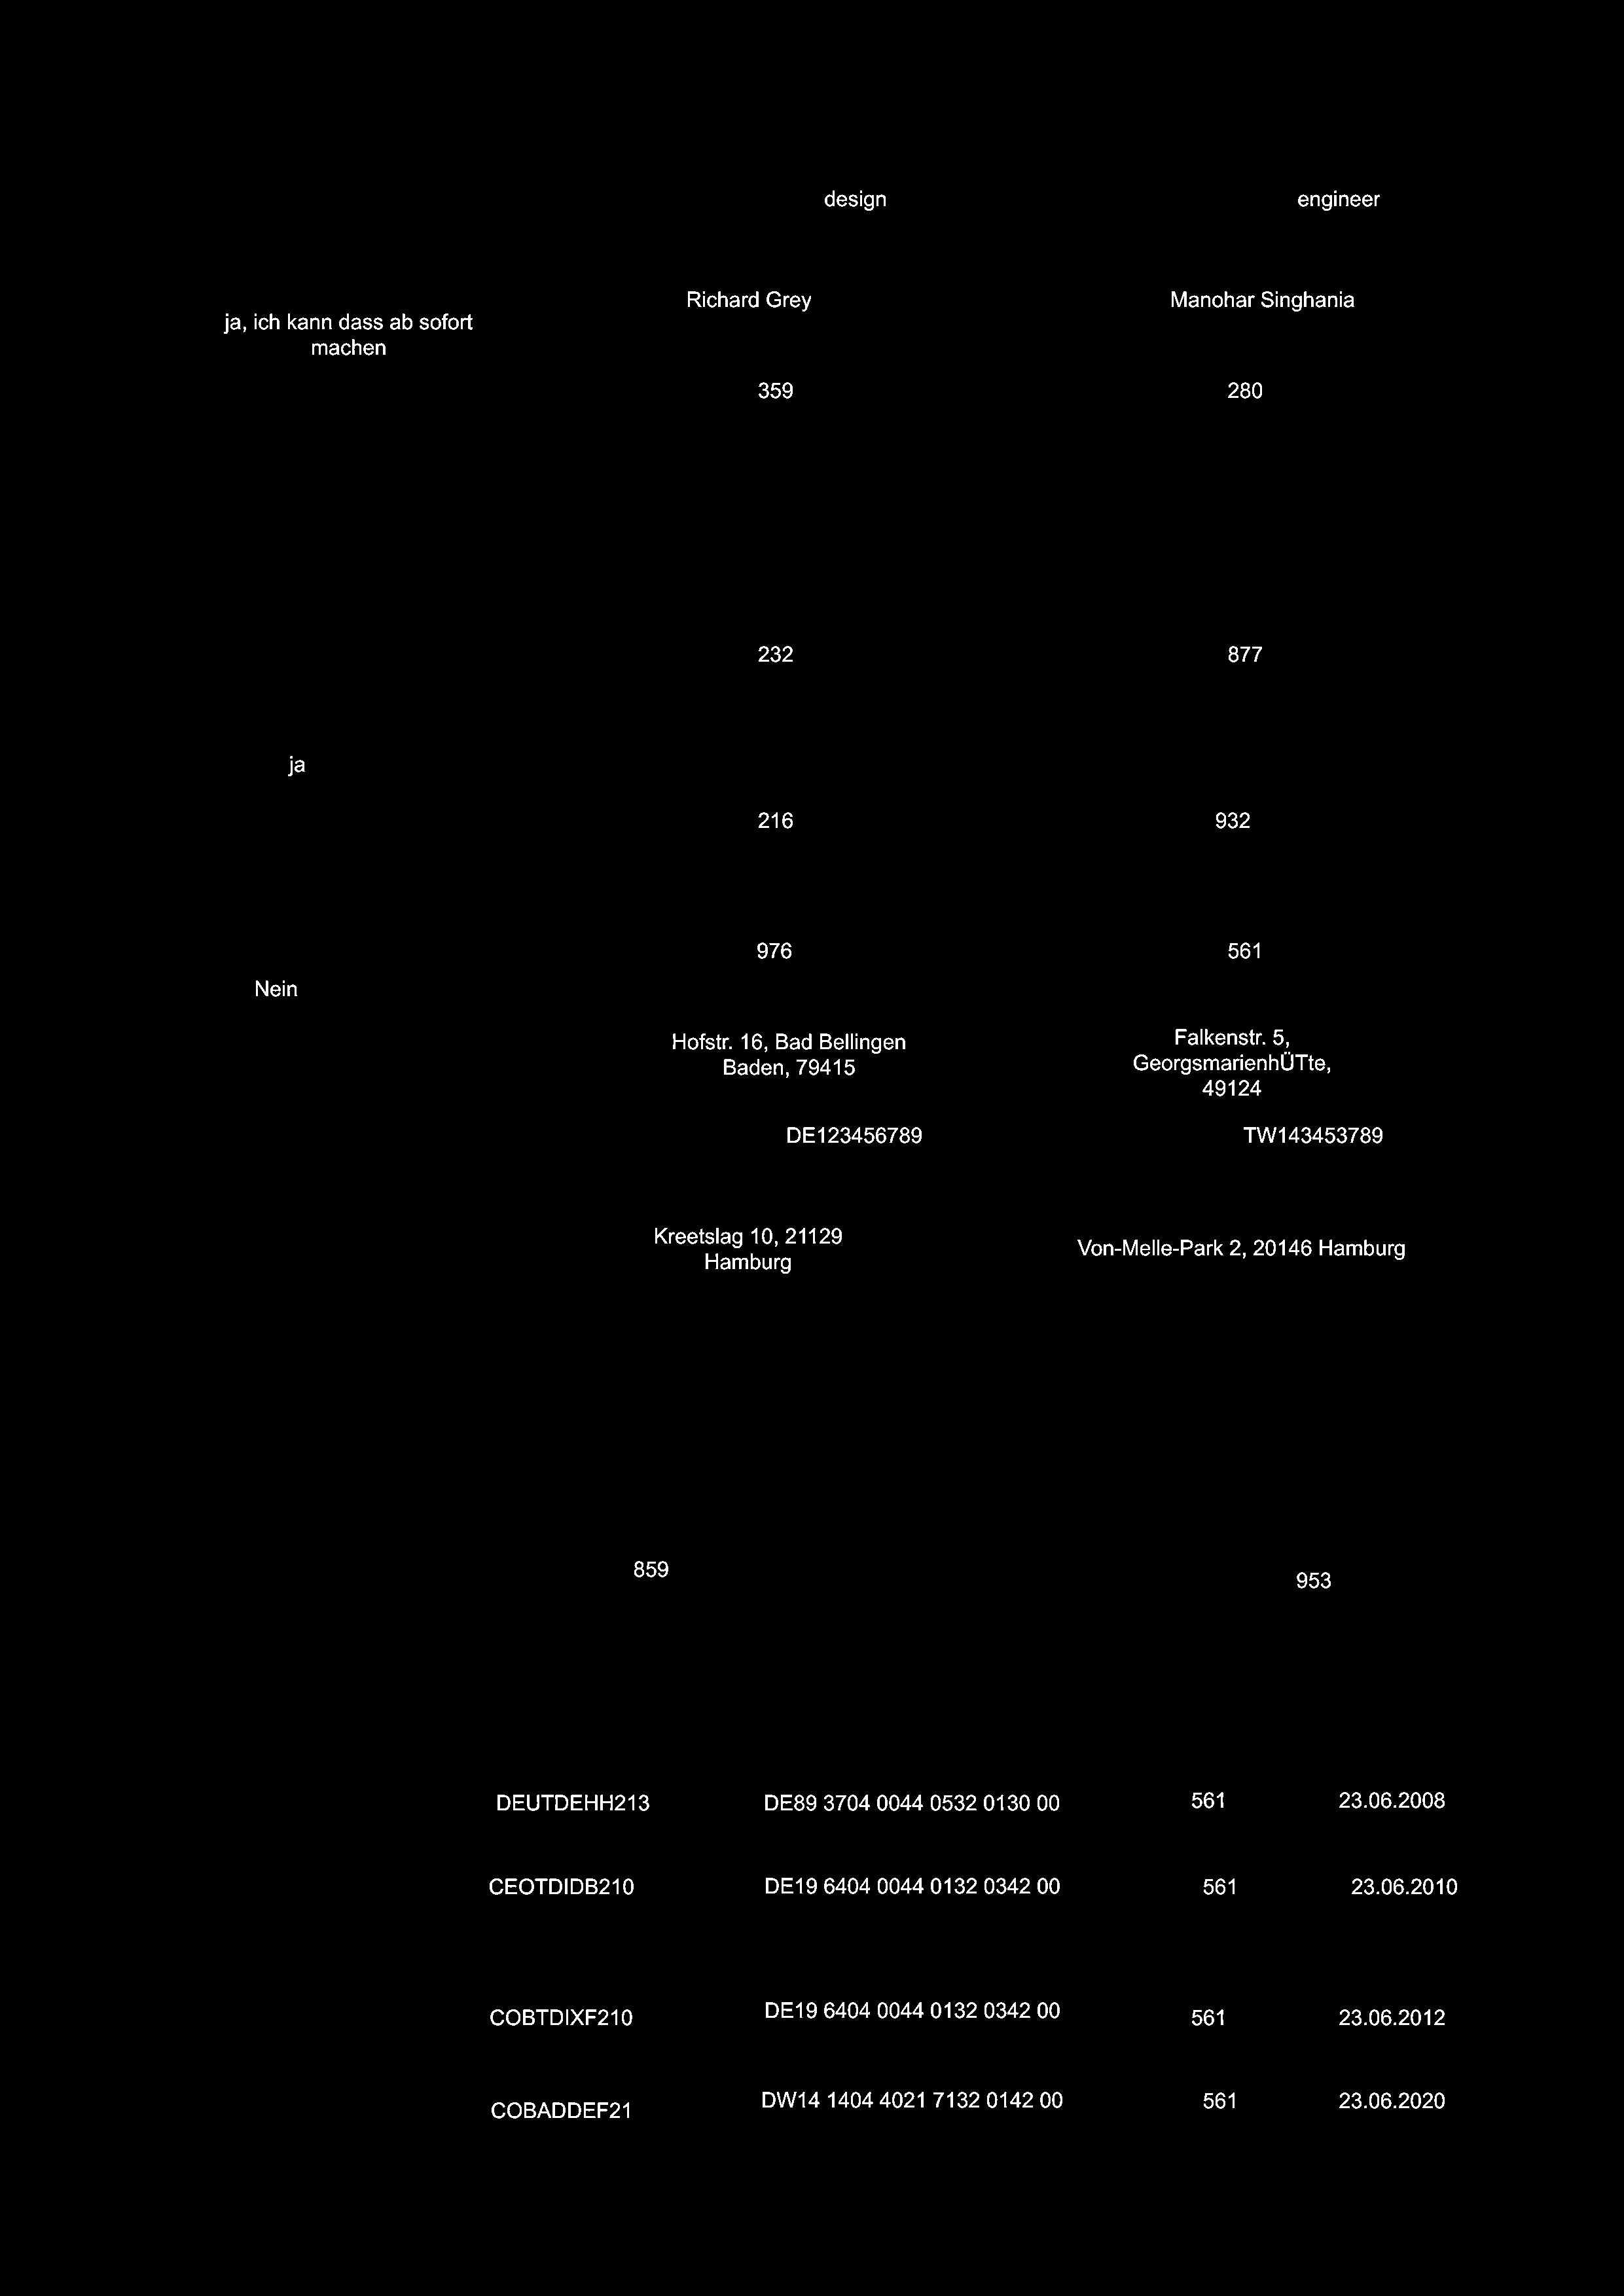 design engineer
Richard Grey Manohar Singhania
ja, ich kann dass ab sofort
machen
359 280
232 877
ja
216 932
976 561
Nein
Hofstr. 16, Bad Bellingen
Baden, 79415
Falkenstr. 5,
GeorgsmarienhÜTte,
49124
DE123456789 TW143453789
Kreetslag 10, 21129
Hamburg
Von-Melle-Park 2, 20146 Hamburg
859 953
DEUTDEHH213 DE89 3704 0044 0532 0130 00 561 23.06.2008
CEOTDIDB210 DE19 6404 0044 0132 0342 00 561 23.06.2010
COBTDIXF210 DE19 6404 0044 0132 0342 00 561 23.06.2012
COBADDEF21 DW14 1404 4021 7132 0142 00 561 23.06.2020